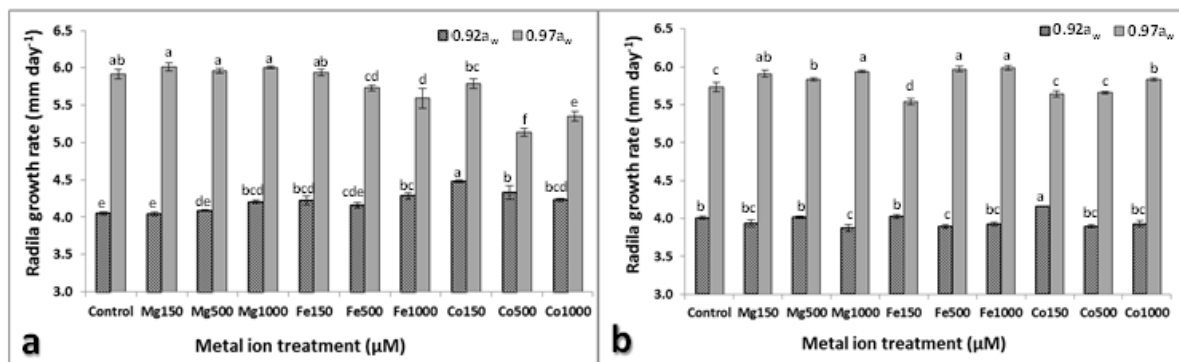 6.5
6.0
5.5
5.0
4.5
4.0
3.5
3.0
Radila growth rate (mm day-1)
0.92aw 0.97aw
ab a a a ab cd d bc f e
e e de bcd bcd cde bc a b bcd
Control Mg150 Mg500 Mg1000 Fe150 Fe500 Fe1000 Co150 Co500 Co1000
Metal ion treatment (µM)
a
6.5
6.0
5.5
5.0
4.5
4.0
3.5
3.0
Radila growth rate (mm day-1)
0.92aw 0.97aw
c ab b a d a a c c b
b bc b c b c bc a bc bc
Control Mg150 Mg500 Mg1000 Fe150 Fe500 Fe1000 Co150 Co500 Co1000
Metal ion treatment (µM)
b